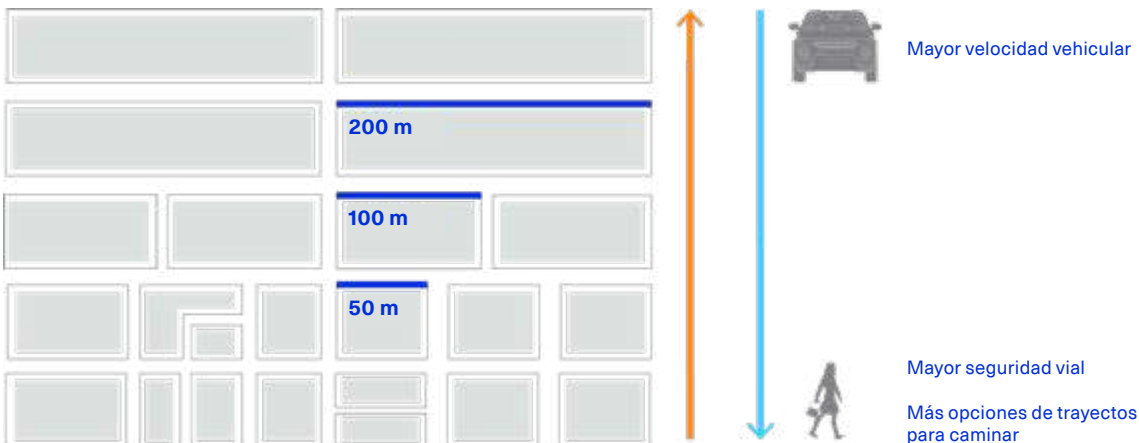 Mayor velocidad vehicular
200 m
100 m
50 m
Mayor seguridad vial
Más opciones de trayectos
para caminar